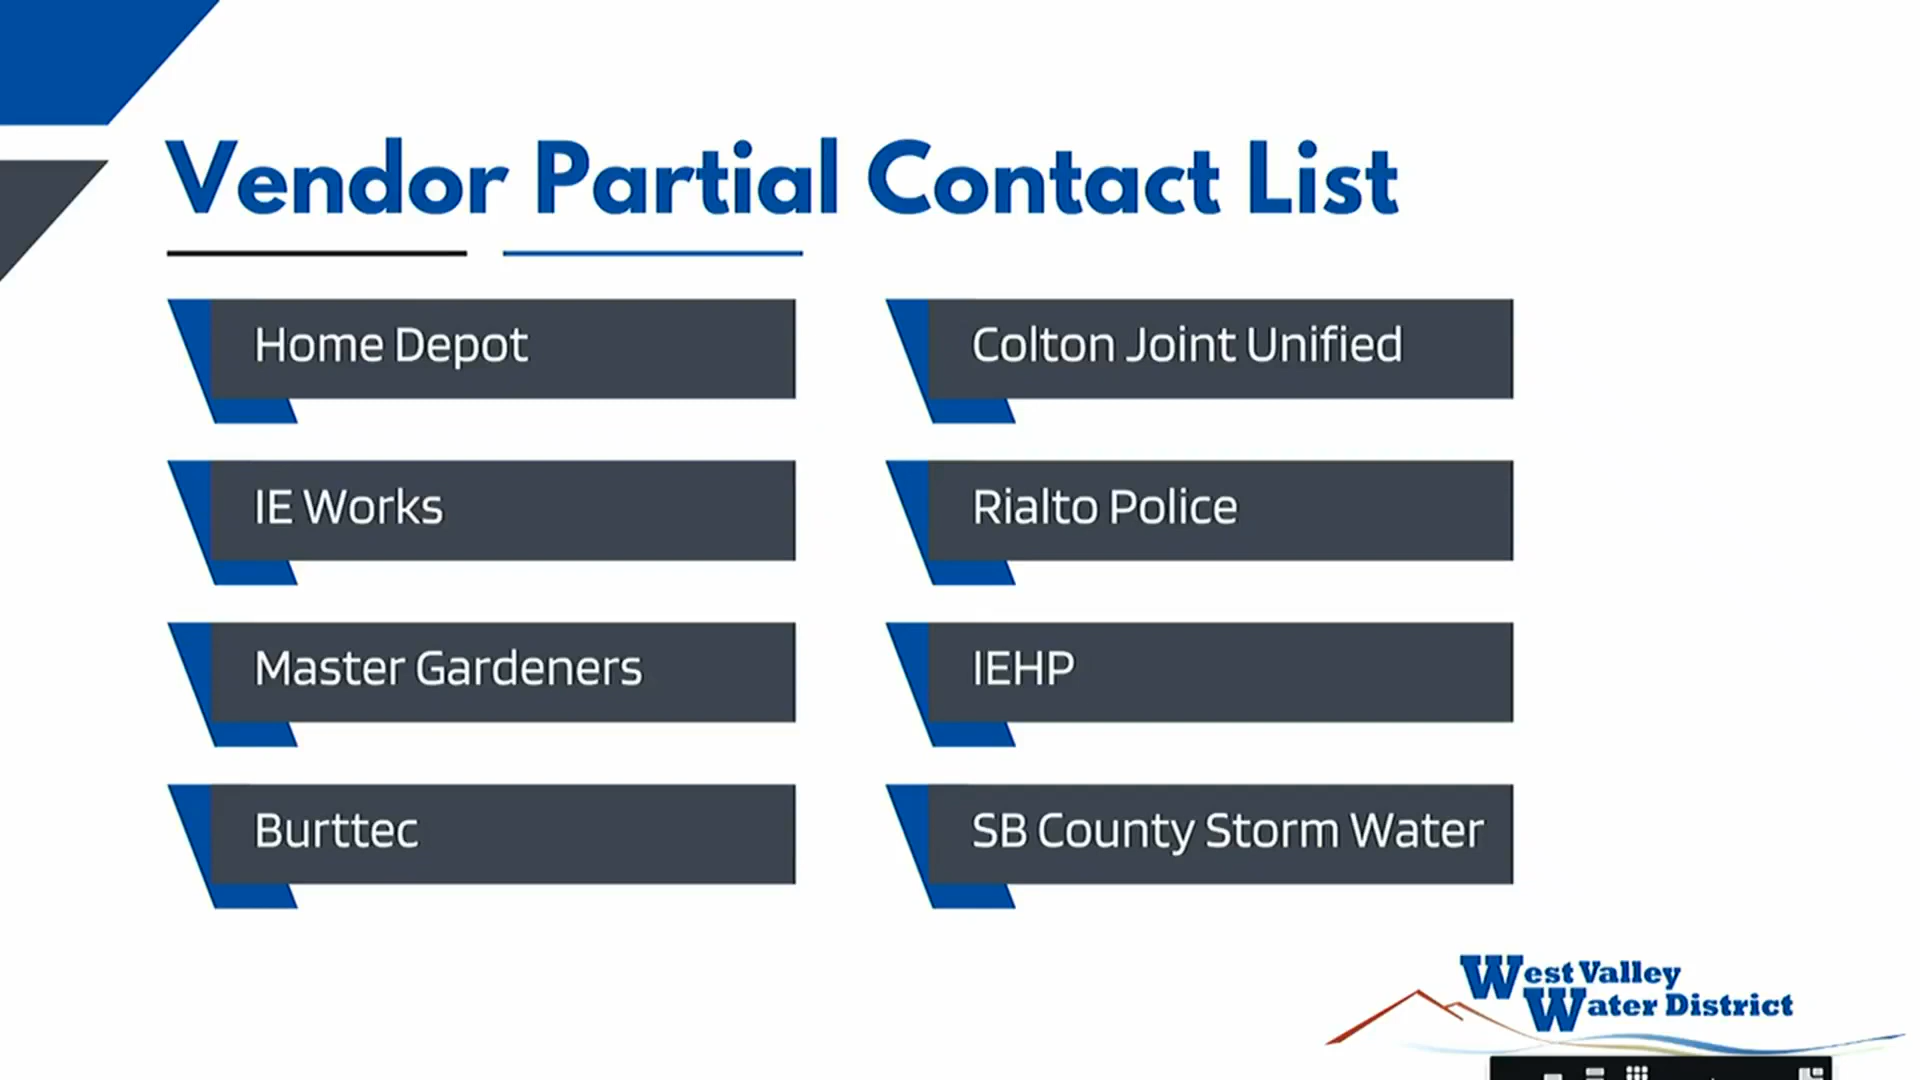 Vendor Partial Contact List
Home Depot
Colton Joint Unified
IE Works
Rialto Police
Master Gardeners
IEHP
Burttec
SB County Storm Water
West Valley
Water District